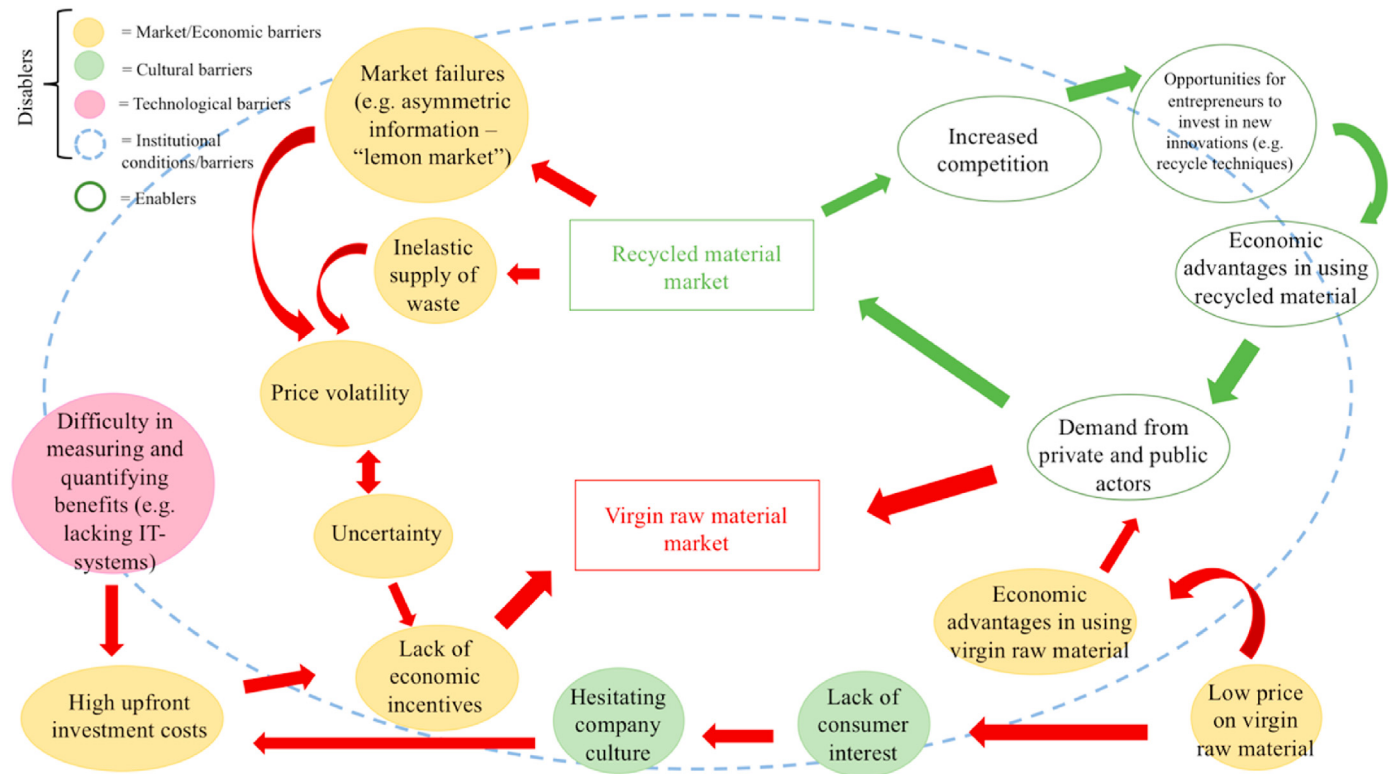 Disablers
= Market/Economic barriers
= Cultural barriers
= Technological barriers
= Institutional
conditions/barriers
= Enablers
Market failures
(e.g. asymmetric
information –
“lemon market”)
Increased
competition
Opportunities for
entrepreneurs to
invest in new
innovations (e.g.
recycle techniques)
Inelastic
supply of
waste
Recycled material
market
Economic
advantages in using
recycled material
Price volatility
Difficulty in
measuring and
quantifying
benefits (e.g.
lacking IT-
systems)
Demand from
private and public
actors
Uncertainty
Virgin raw material
market
Economic
advantages in using
virgin raw material
Lack of
economic
incentives
High upfront
investment costs
Hesitating
company
culture
Lack of
consumer
interest
Low price
on virgin
raw material